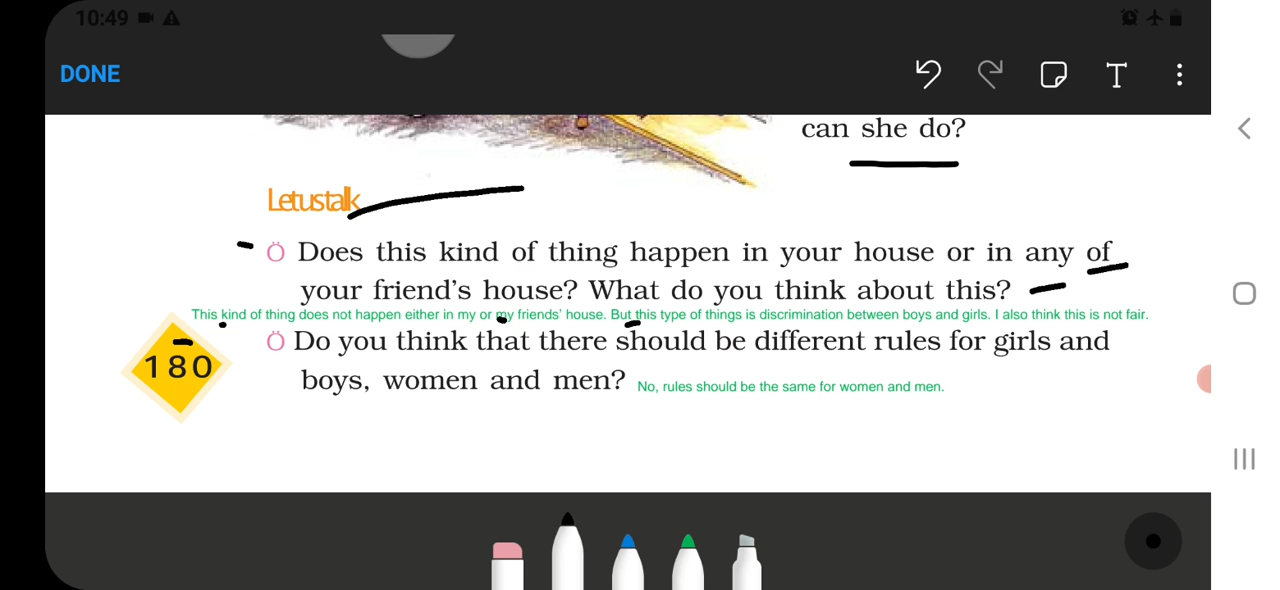 10:49
DONE
T
can she do?
Let us talk
Ö Does this kind of thing happen in your house or in any of
your friend's house? What do you think about this?
This kind of thing does not happen either in my or my friends' house. But this type of things is discrimination between boys and girls. I also think this is not fair.
Ö Do you think that there should be different rules for girls and
boys, women and men? No, rules should be the same for women and men.
180